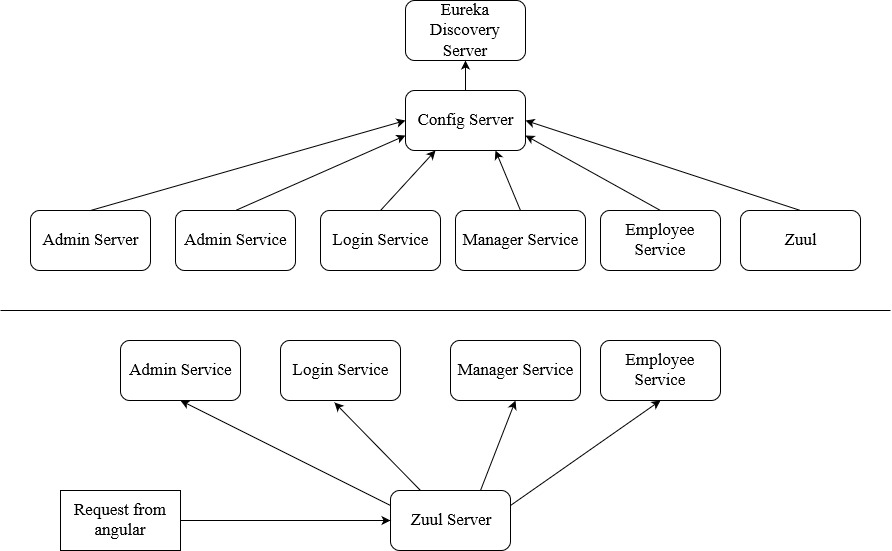 Eureka
Discovery
Server
Config Server
Admin Server
Admin Service
Login Service
Manager Service
Employee
Service
Zuul
Admin Service
Login Service
Manager Service
Employee
Service
Request from
angular
Zuul Server